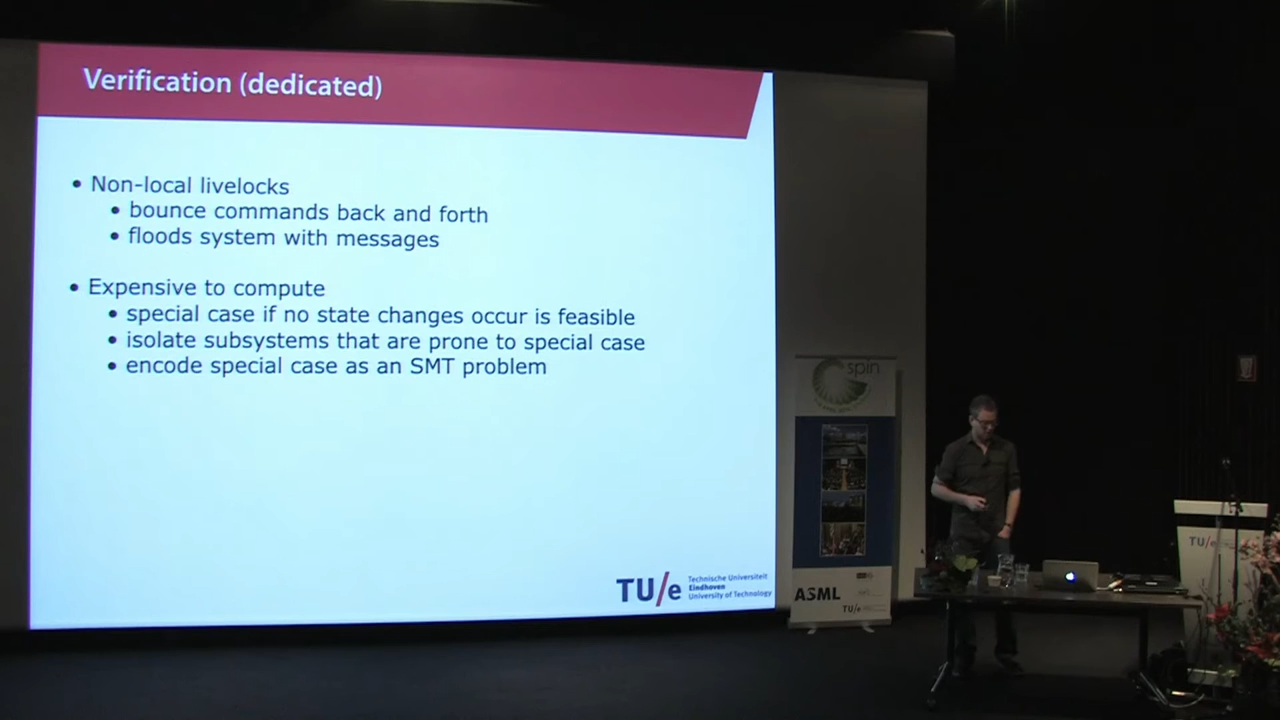 Verification (dedicated)
• Non-local livelocks
• bounce commands back and forth
• floods system with messages
• Expensive to compute
• special case if no state changes occur is feasible
• isolate subsystems that are prone to special case
• encode special case as an SMT problem
TU/e Technische Universiteit
Eindhoven
University of Technology
spin
ASML
TU/e
TU/e